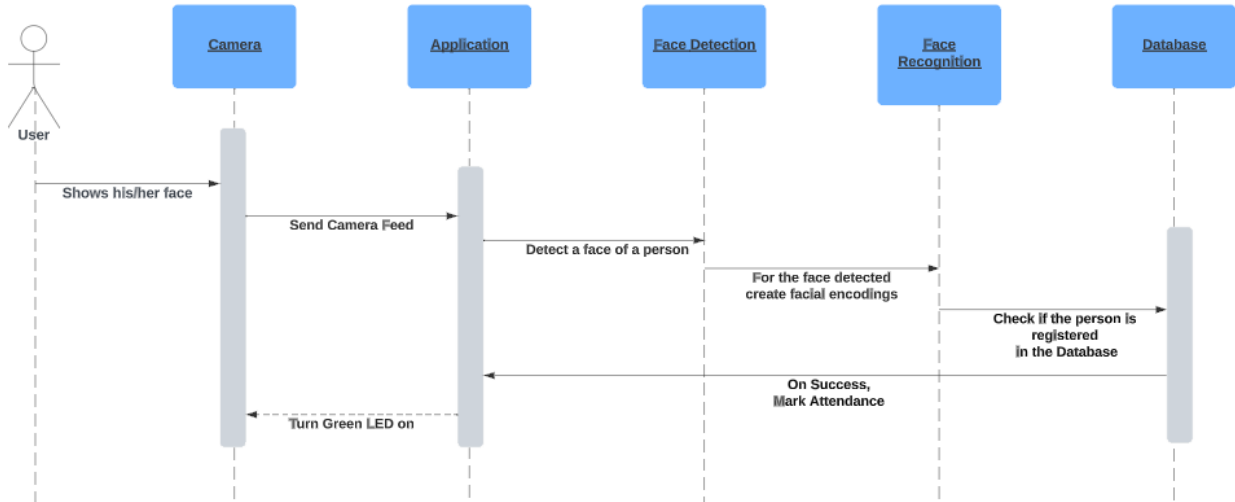 Camera
Application
Face Detection
Face
Recognition
Database
User
Shows his/her face
Send Camera Feed
Detect a face of a person
For the face detected
create facial encodings
Check if the person is
registered
in the Database
On Success,
Mark Attendance
Turn Green LED on